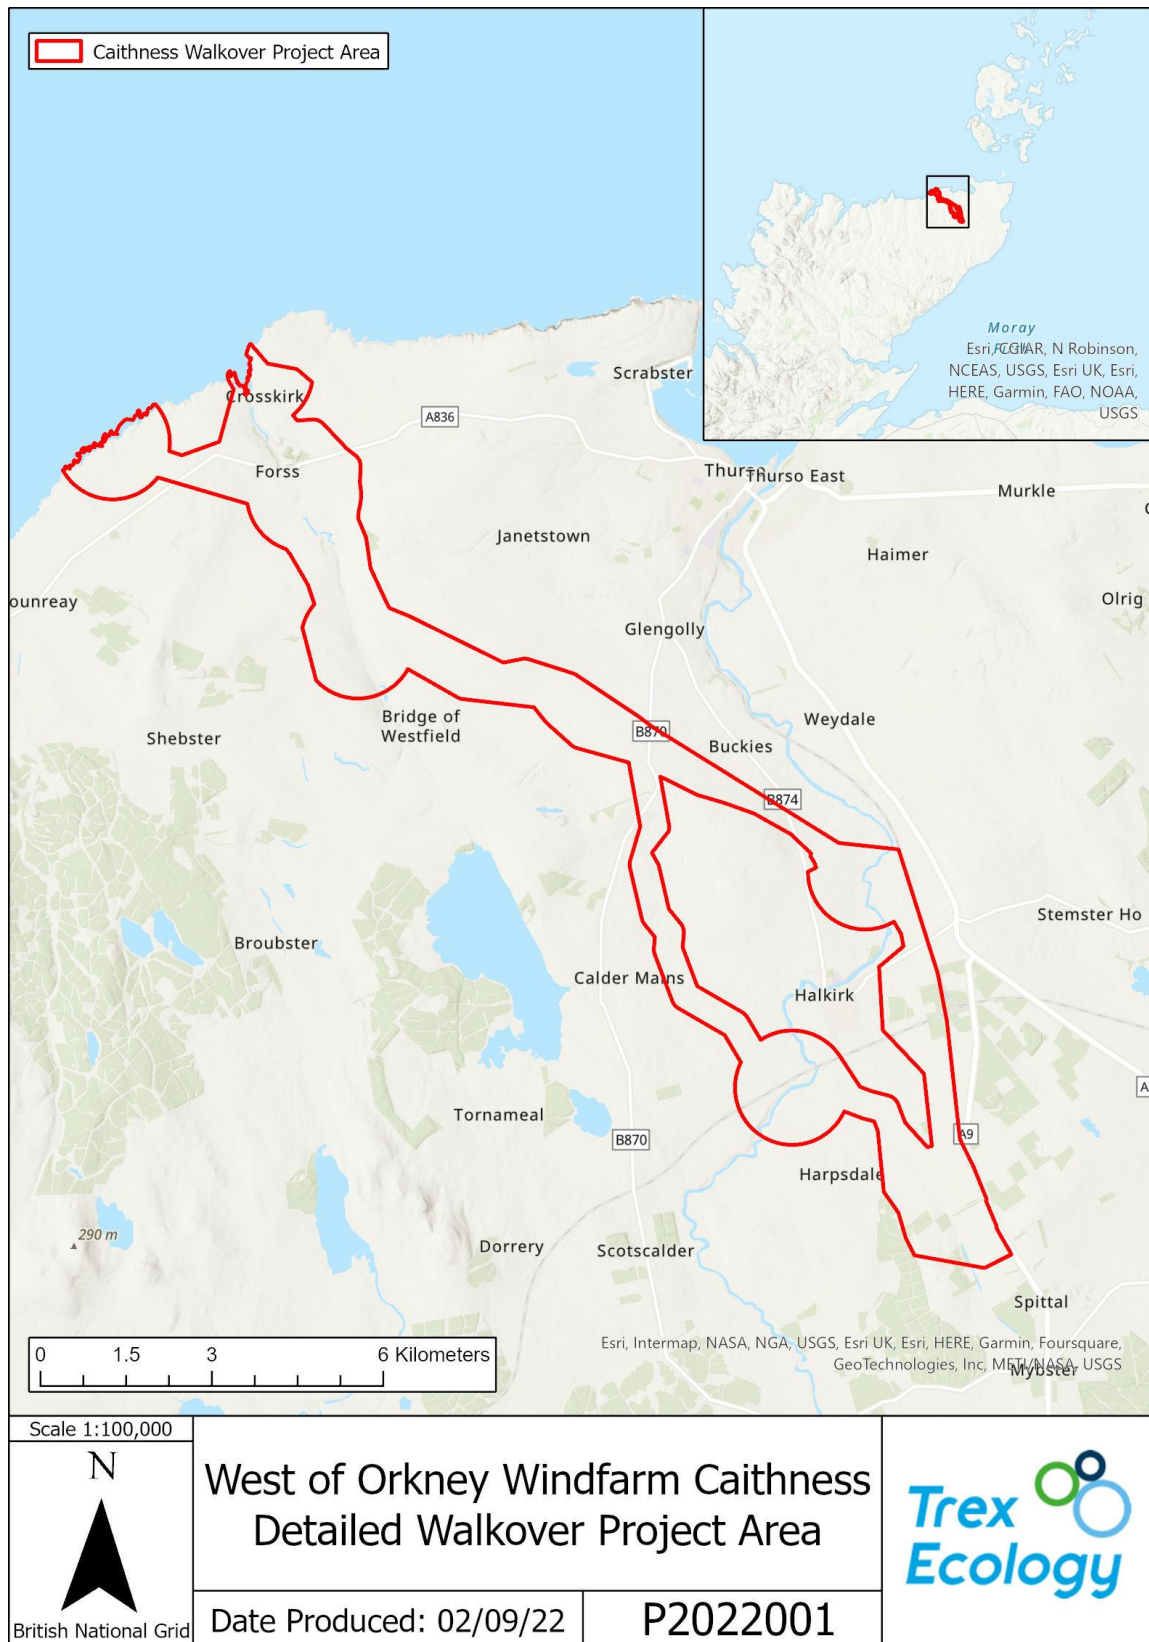 Caithness Walkover Project Area
Moray
Esri, CGIAR, N Robinson,
NCEAS, USGS, Esri UK, Esri,
HERE, Garmin, FAO, NOAA,
USGS
Scrabster
Crosskirk
A836
Forss
Thurso
Thurso East
Murkle
Janetstown
Haimer
ounreay
Olrig
Glengolly
Bridge of
Westfield
Weydale
Shebster
B870
Buckies
B874
Stemster Ho
Broubster
Calder Mains
Halkirk
A
Tornameal
B870
A9
Harpsdale
290 m
Dorrery
Scotscalder
Spittal
Esri, Intermap, NASA, NGA, USGS, Esri UK, Esri, HERE, Garmin, Foursquare,
GeoTechnologies, Inc, METI/NASA, USGS
Mybster
0 1.5 3 6 Kilometers
Scale 1:100,000
N
British National Grid
West of Orkney Windfarm Caithness
Detailed Walkover Project Area
Date Produced: 02/09/22
P2022001
Trex
Ecology